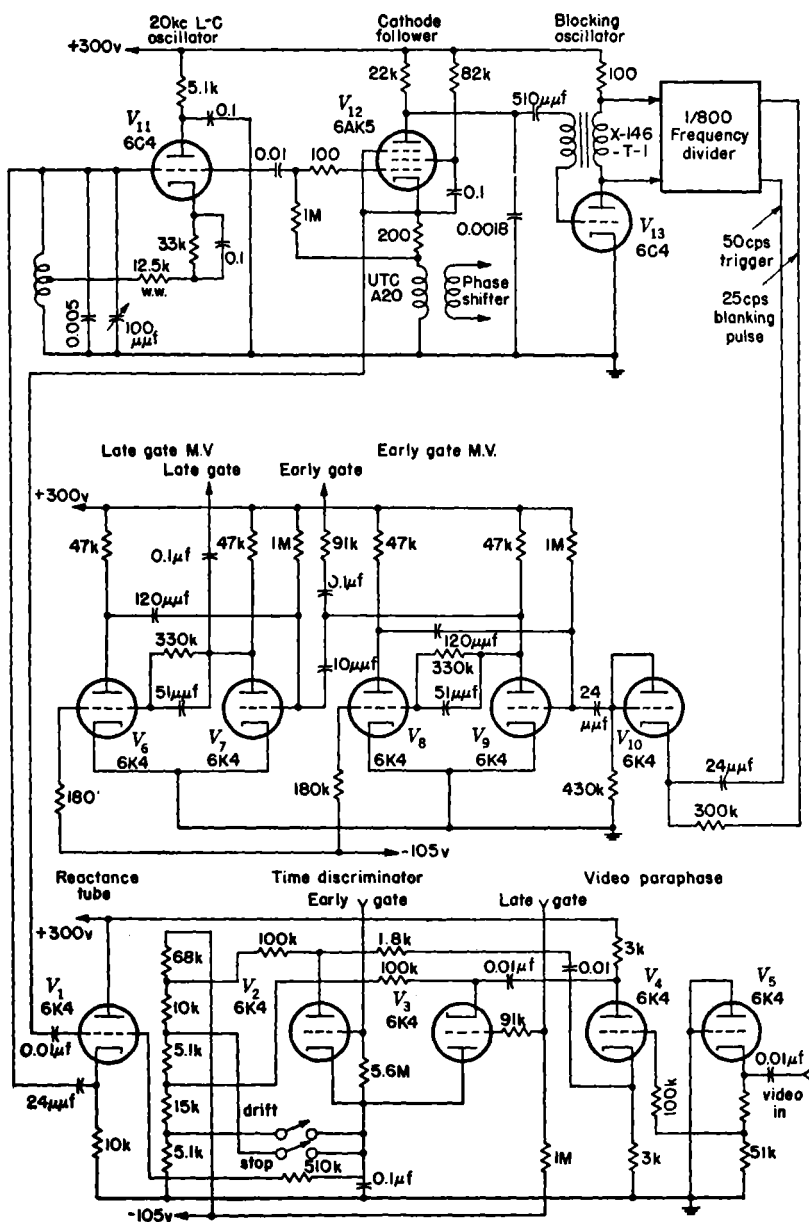 20kc L-C oscillator
Cathode follower
Blocking oscillator
+300v
5.1k
22k
82k
100
510μμf
V11
6C4
0.1
V12
6AK5
X-146
-T-1
1/800
Frequency
divider
0.01
100
0.1
1M
33k
0.1
200
0.0018
V13
6C4
12.5k
w.w.
UTC
A20
Phase
shifter
50cps
trigger
25cps
blanking
pulse
0.005
100
μμf
Late gate M.V
Late gate
Early gate
Early gate M.V.
+300v
47k
0.1μf
47k
1M
91k
47k
47k
1M
0.1μf
120μμf
120μμf
330k
10μμf
330k
51μμf
51μμf
24
μμf
V6
6K4
V7
6K4
V8
6K4
V9
6K4
V10
6K4
24μμf
180'
180k
430k
300k
-105v
Reactance
tube
Time discriminator
Early gate
Late gate
Video paraphase
+300v
68k
100k
1.8k
3k
100k
0.01μf
0.01
V1
6K4
10k
V2
6K4
V3
6K4
V4
6K4
V5
6K4
0.01μf
5.1k
91k
0.01μf
24μμf
15k
5.6M
100k
video
in
drift
10k
5.1k
stop
510k
0.1μf
1M
3k
51k
-105v